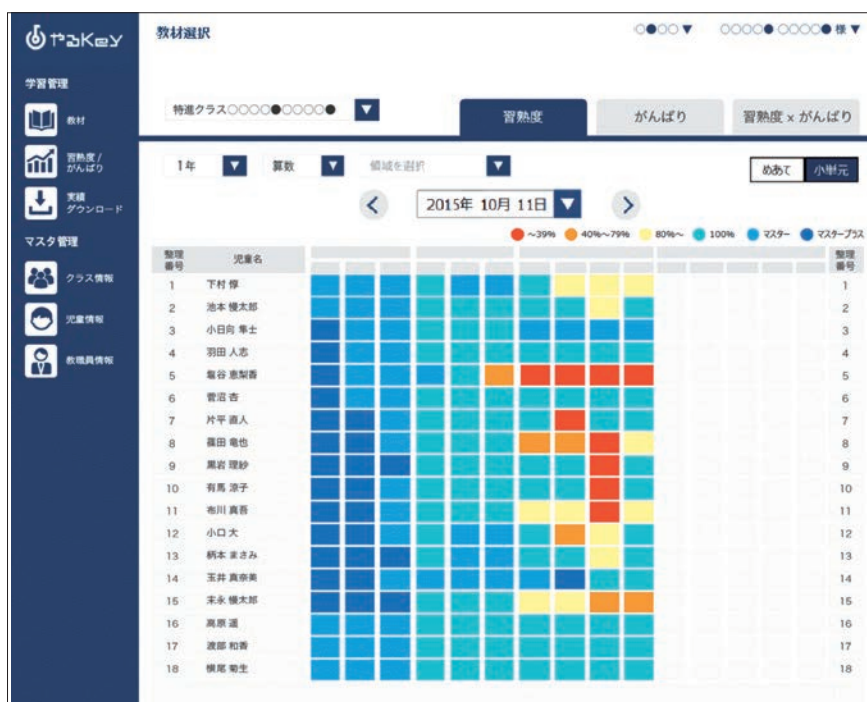 やるKey
教材選択
○●○○ ▼ ○○○○● ○○○○● 様 ▼
学習管理
教材
習熟度/
がんばり
実績
ダウンロード
マスタ管理
クラス情報
児童情報
教職員情報
特進クラス○○○○●○○○○● ▼
習熟度 がんばり 習熟度 x がんばり
1年 ▼ 算数 ▼ 領域を選択 ▼
めあて 小単元
2015年 10月 11日 ▼
~39% 40%~79% 80%~ 100% マスター マスタープラス
整理番号 児童名 整理番号
1 下村 惇 1
2 池本 慢太郎 2
3 小日向 隼士 3
4 羽田 人志 4
5 塩谷 恵梨香 5
6 菅沼 杏 6
7 片平 直人 7
8 篠田 竜也 8
9 黒岩 理紗 9
10 有馬 涼子 10
11 布川 真吾 11
12 小口 大 12
13 柄本 まさみ 13
14 玉井 真奈美 14
15 末永 慢太郎 15
16 高原 遥 16
17 渡部 和香 17
18 横尾 菊生 18